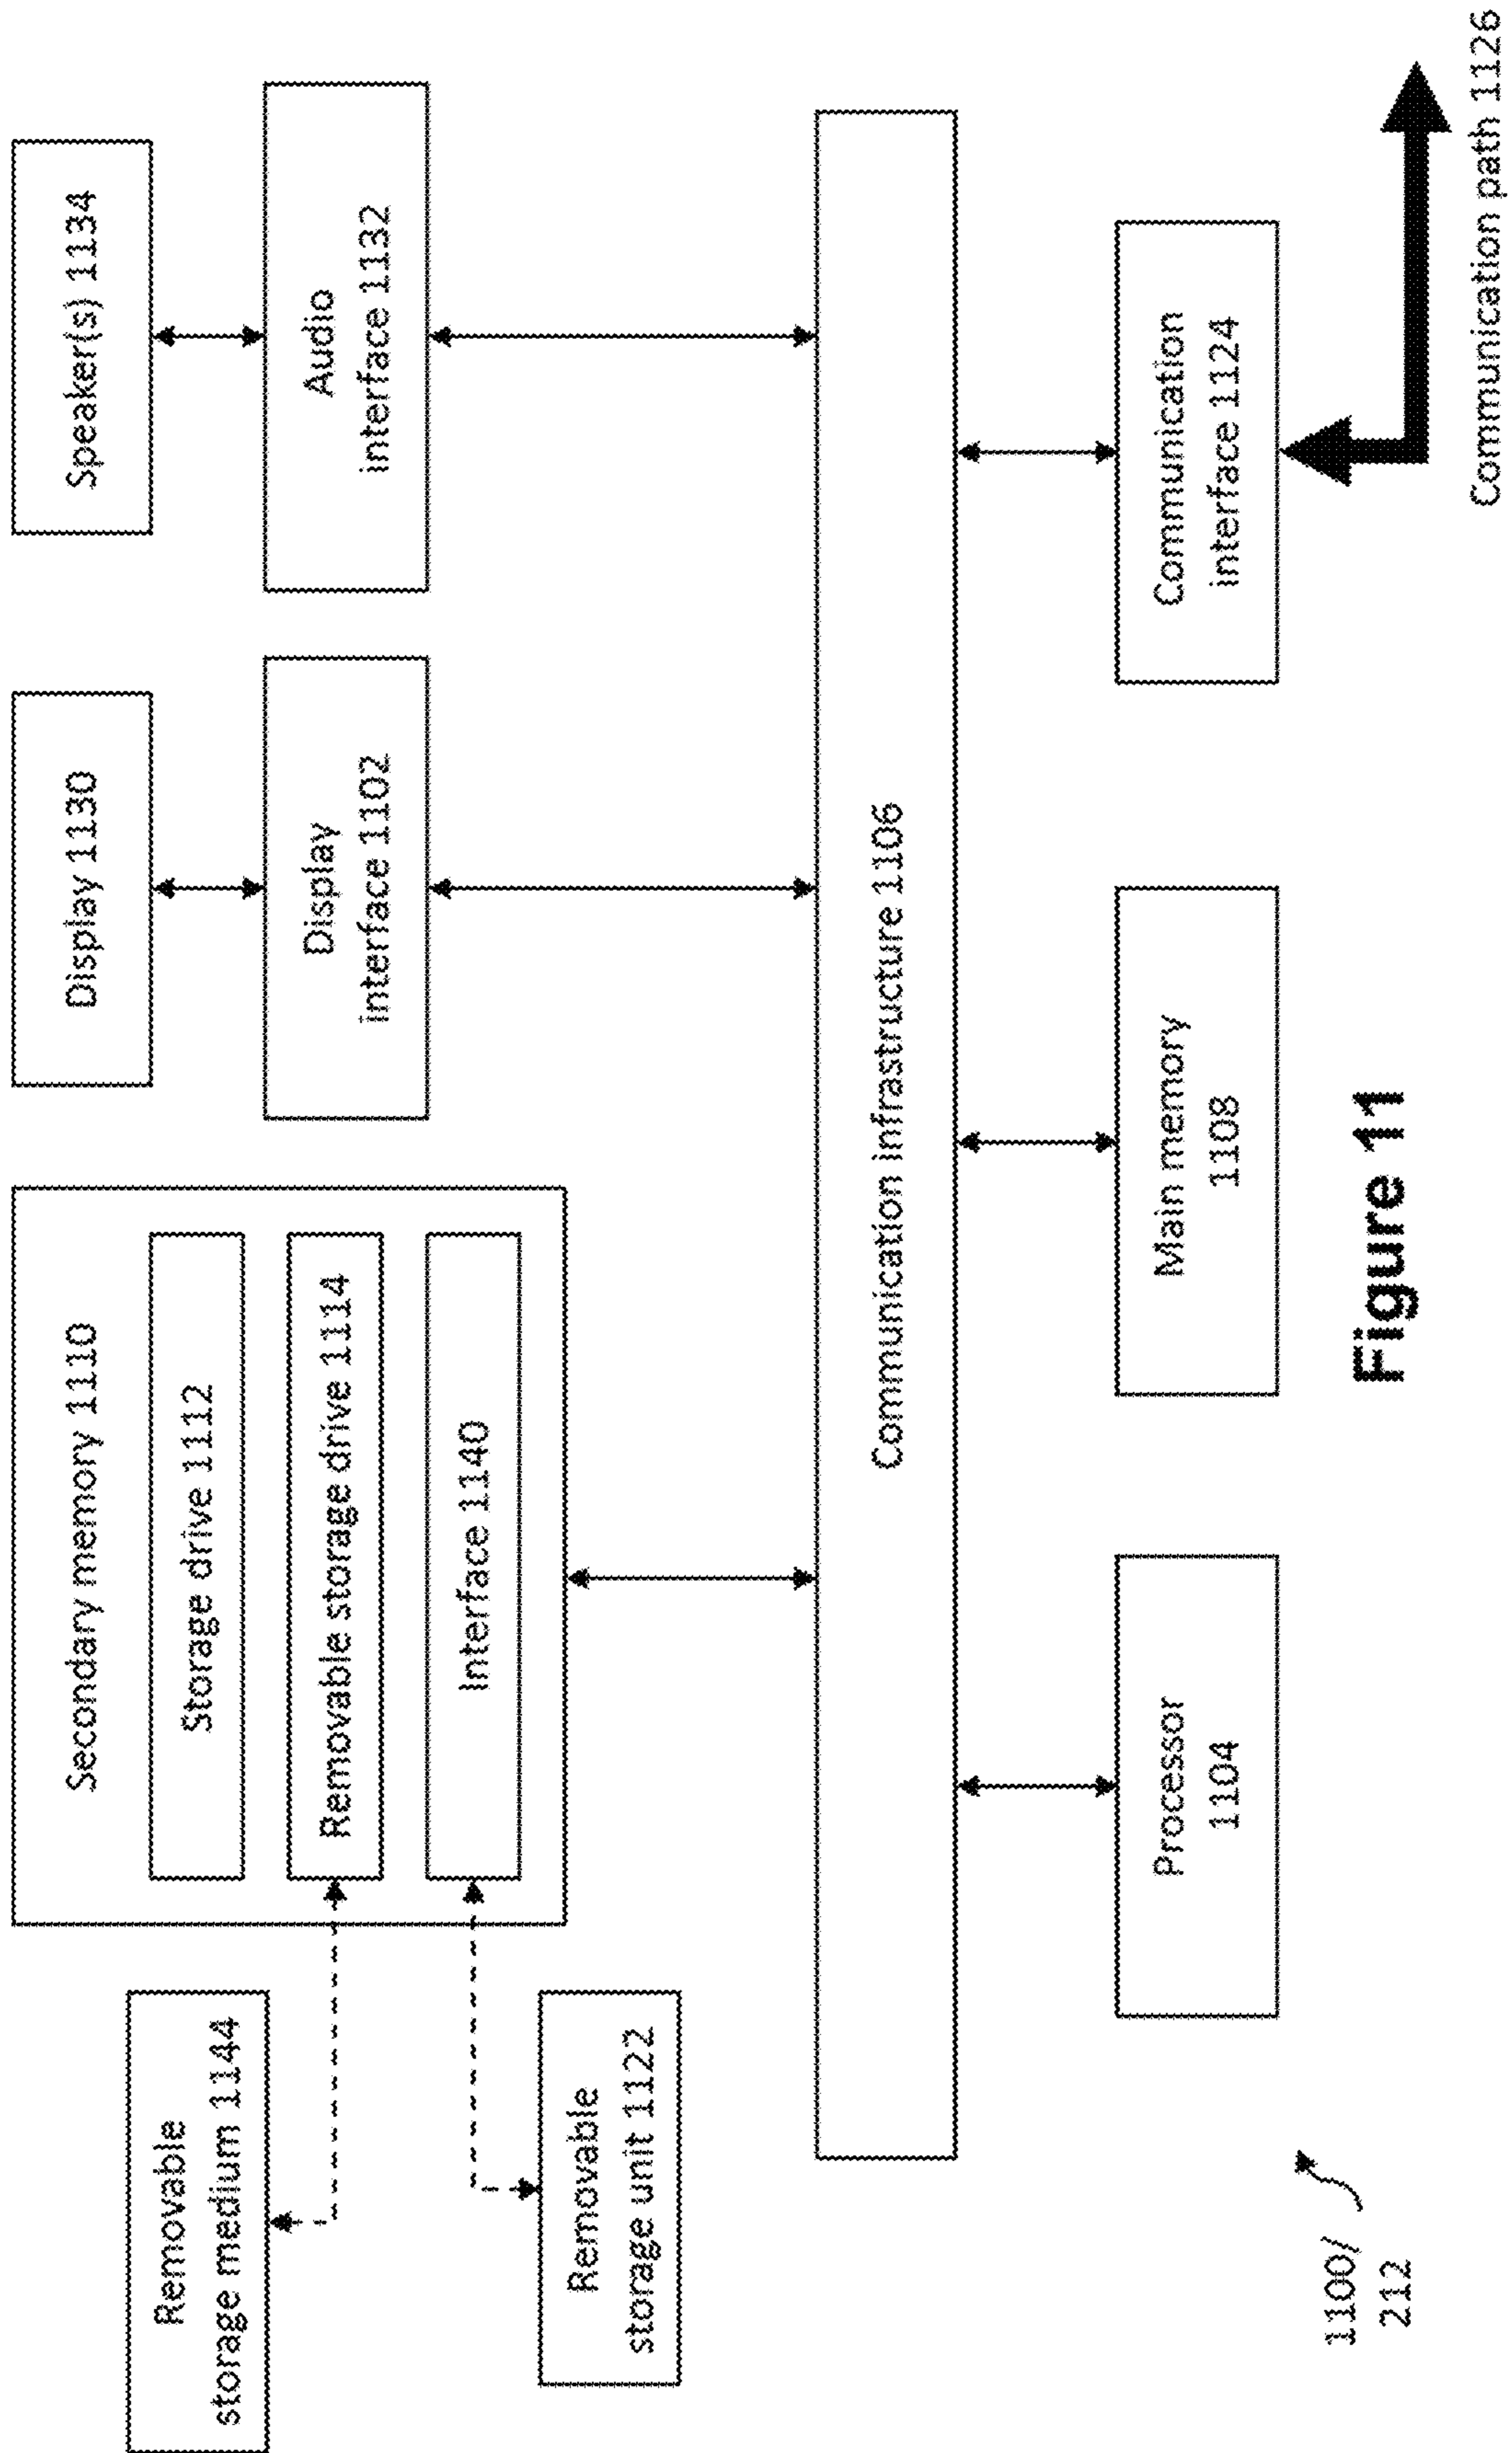 Removable
storage medium 1144
Removable
storage unit 1122
Secondary memory 1110
Storage drive 1112
Removable storage drive 1114
Interface 1140
Display 1130
Display
interface 1102
Speaker(s) 1134
Audio
interface 1132
Communication infrastructure 1106
Processor
1104
Main memory
1108
Communication
interface 1124
Communication path 1126
1100/
212
Figure 11